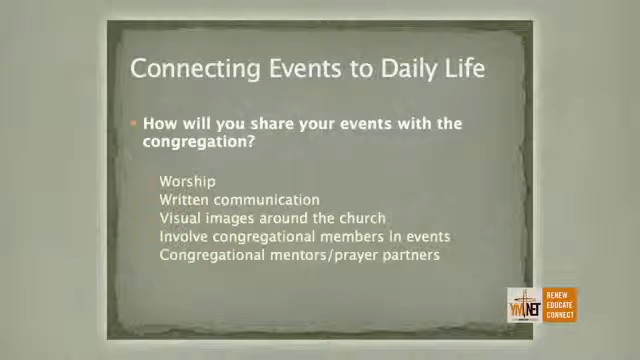 Connecting Events to Daily Life
• How will you share your events with the
congregation?
Worship
Written communication
Visual images around the church
Involve congregational members in events
Congregational mentors/prayer partners
YMNET
RENEW
EDUCATE
CONNECT